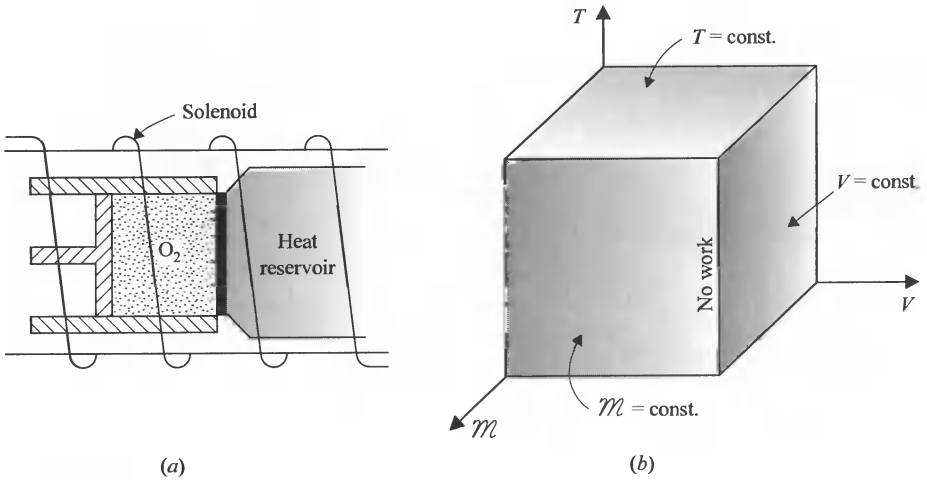 Solenoid
O₂
Heat
reservoir
(a)
T
T = const.
V = const.
No work
V
ℳ = const.
ℳ
(b)